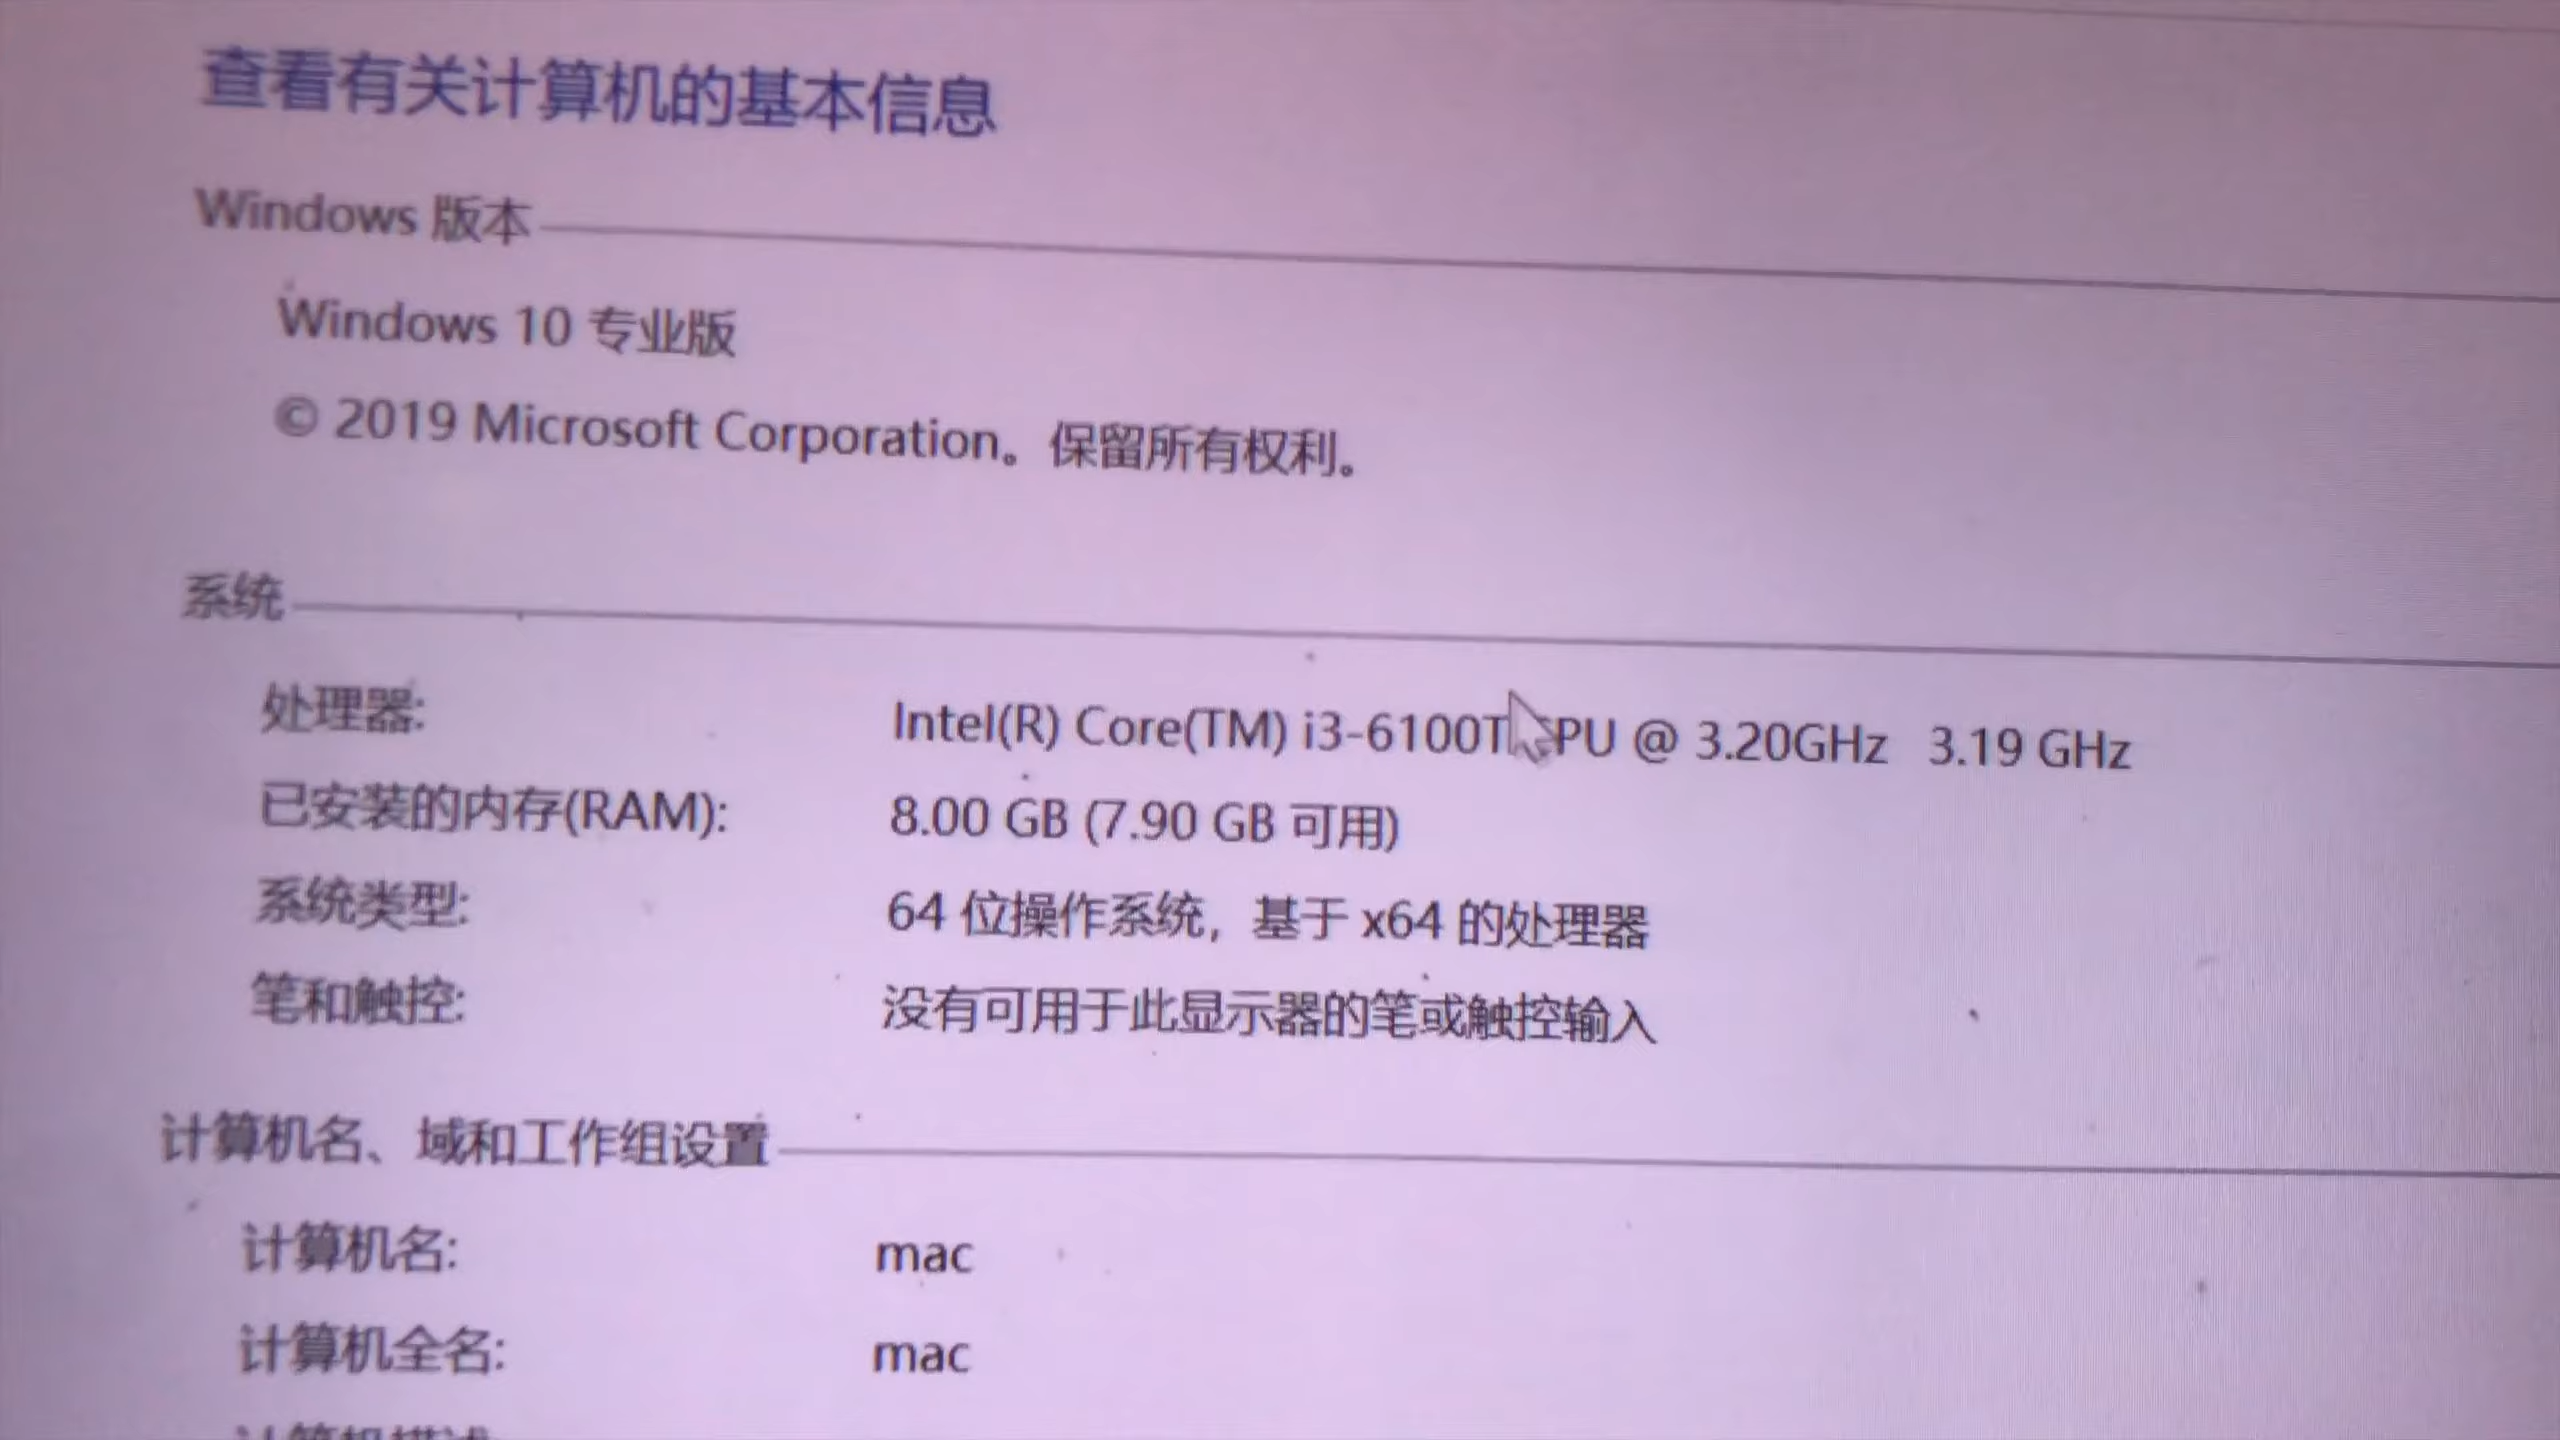 查看有关计算机的基本信息
Windows 版本
Windows 10 专业版
© 2019 Microsoft Corporation。保留所有权利。
系统
处理器: Intel(R) Core(TM) i3-6100T CPU @ 3.20GHz 3.19 GHz
已安装的内存(RAM): 8.00 GB (7.90 GB 可用)
系统类型: 64 位操作系统，基于 x64 的处理器
笔和触控: 没有可用于此显示器的笔或触控输入
计算机名、域和工作组设置
计算机名: mac
计算机全名: mac